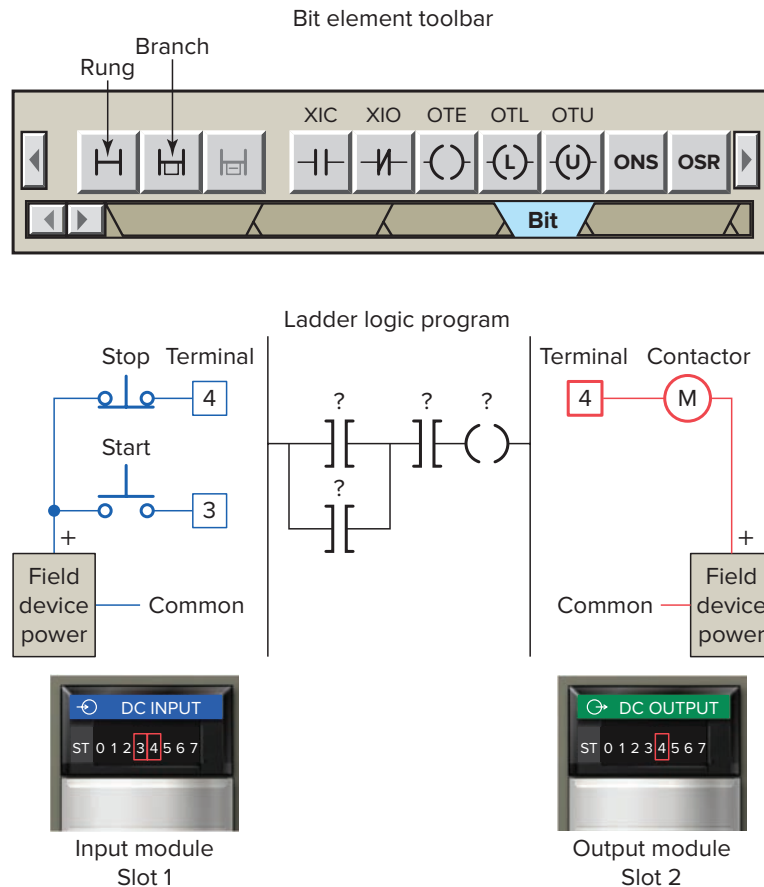 Bit element toolbar
Branch
Rung
XIC XIO OTE OTL OTU
L U ONS OSR
Bit
Ladder logic program
Stop Terminal
4
Start
3
+
Field
device
power
Common
?
? ?
?
Terminal Contactor
4 M
+
Field
device
power
Common
DC INPUT
ST 0 1 2 3 4 5 6 7
Input module
Slot 1
DC OUTPUT
ST 0 1 2 3 4 5 6 7
Output module
Slot 2